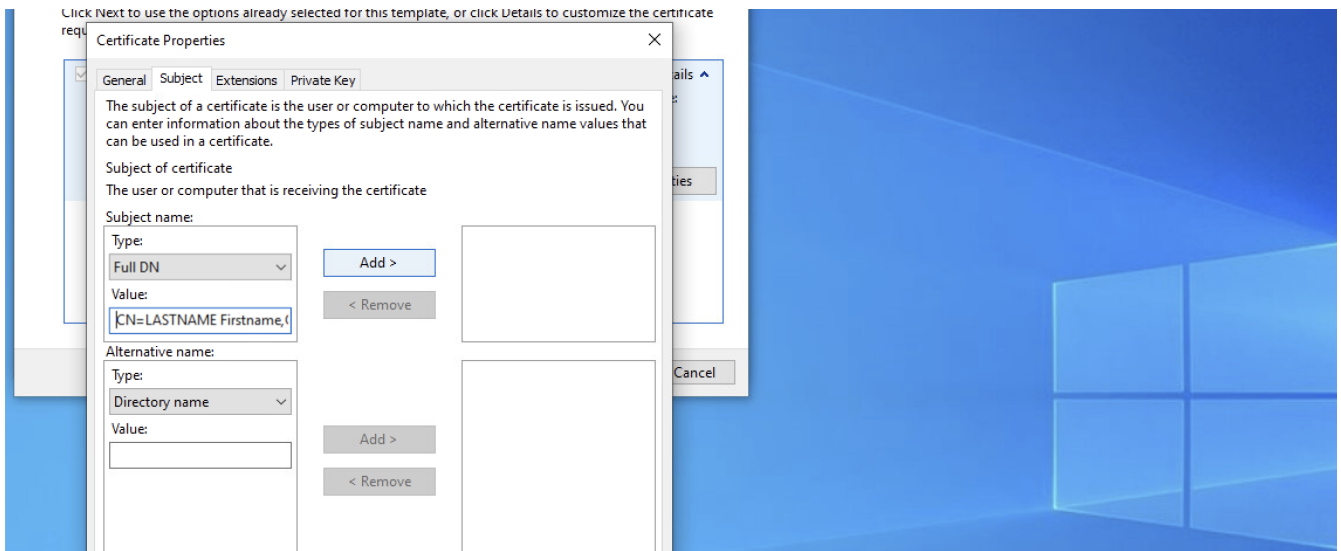 Click Next to use the options already selected for this template, or click Details to customize the certificate
requ
Certificate Properties
General Subject Extensions Private Key
ails
The subject of a certificate is the user or computer to which the certificate is issued. You
can enter information about the types of subject name and alternative name values that
can be used in a certificate.
Subject of certificate
The user or computer that is receiving the certificate
ties
Subject name:
Type:
Full DN
Add >
Value:
< Remove
CN=LASTNAME Firstname,
Alternative name:
Type:
Cancel
Directory name
Value:
Add >
< Remove